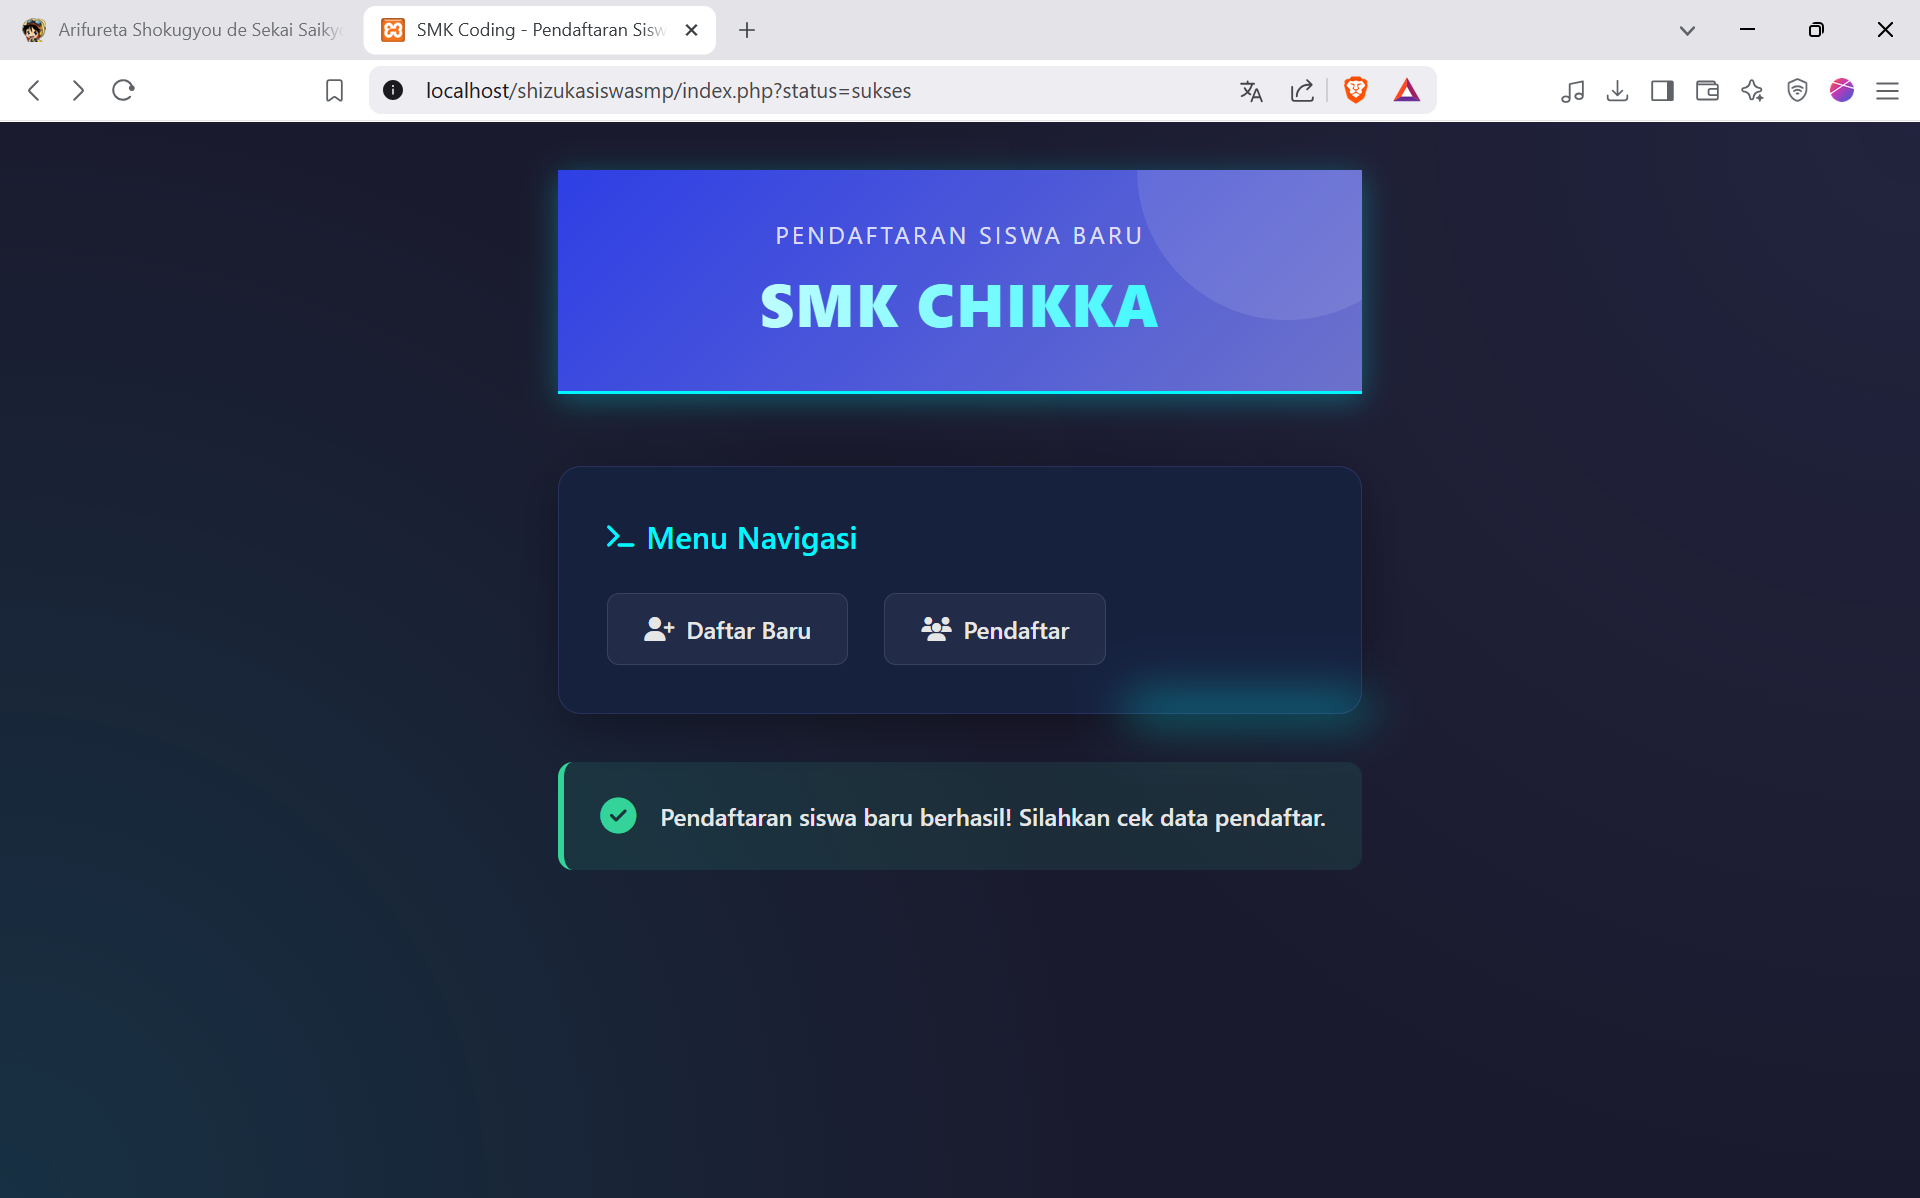 Arifureta Shokugyou de Sekai Saiky
SMK Coding - Pendaftaran Sisw
localhost/shizukasiswasmp/index.php?status=sukses
PENDAFTARAN SISWA BARU
SMK CHIKKA
Menu Navigasi
Daftar Baru
Pendaftar
Pendaftaran siswa baru berhasil! Silahkan cek data pendaftar.